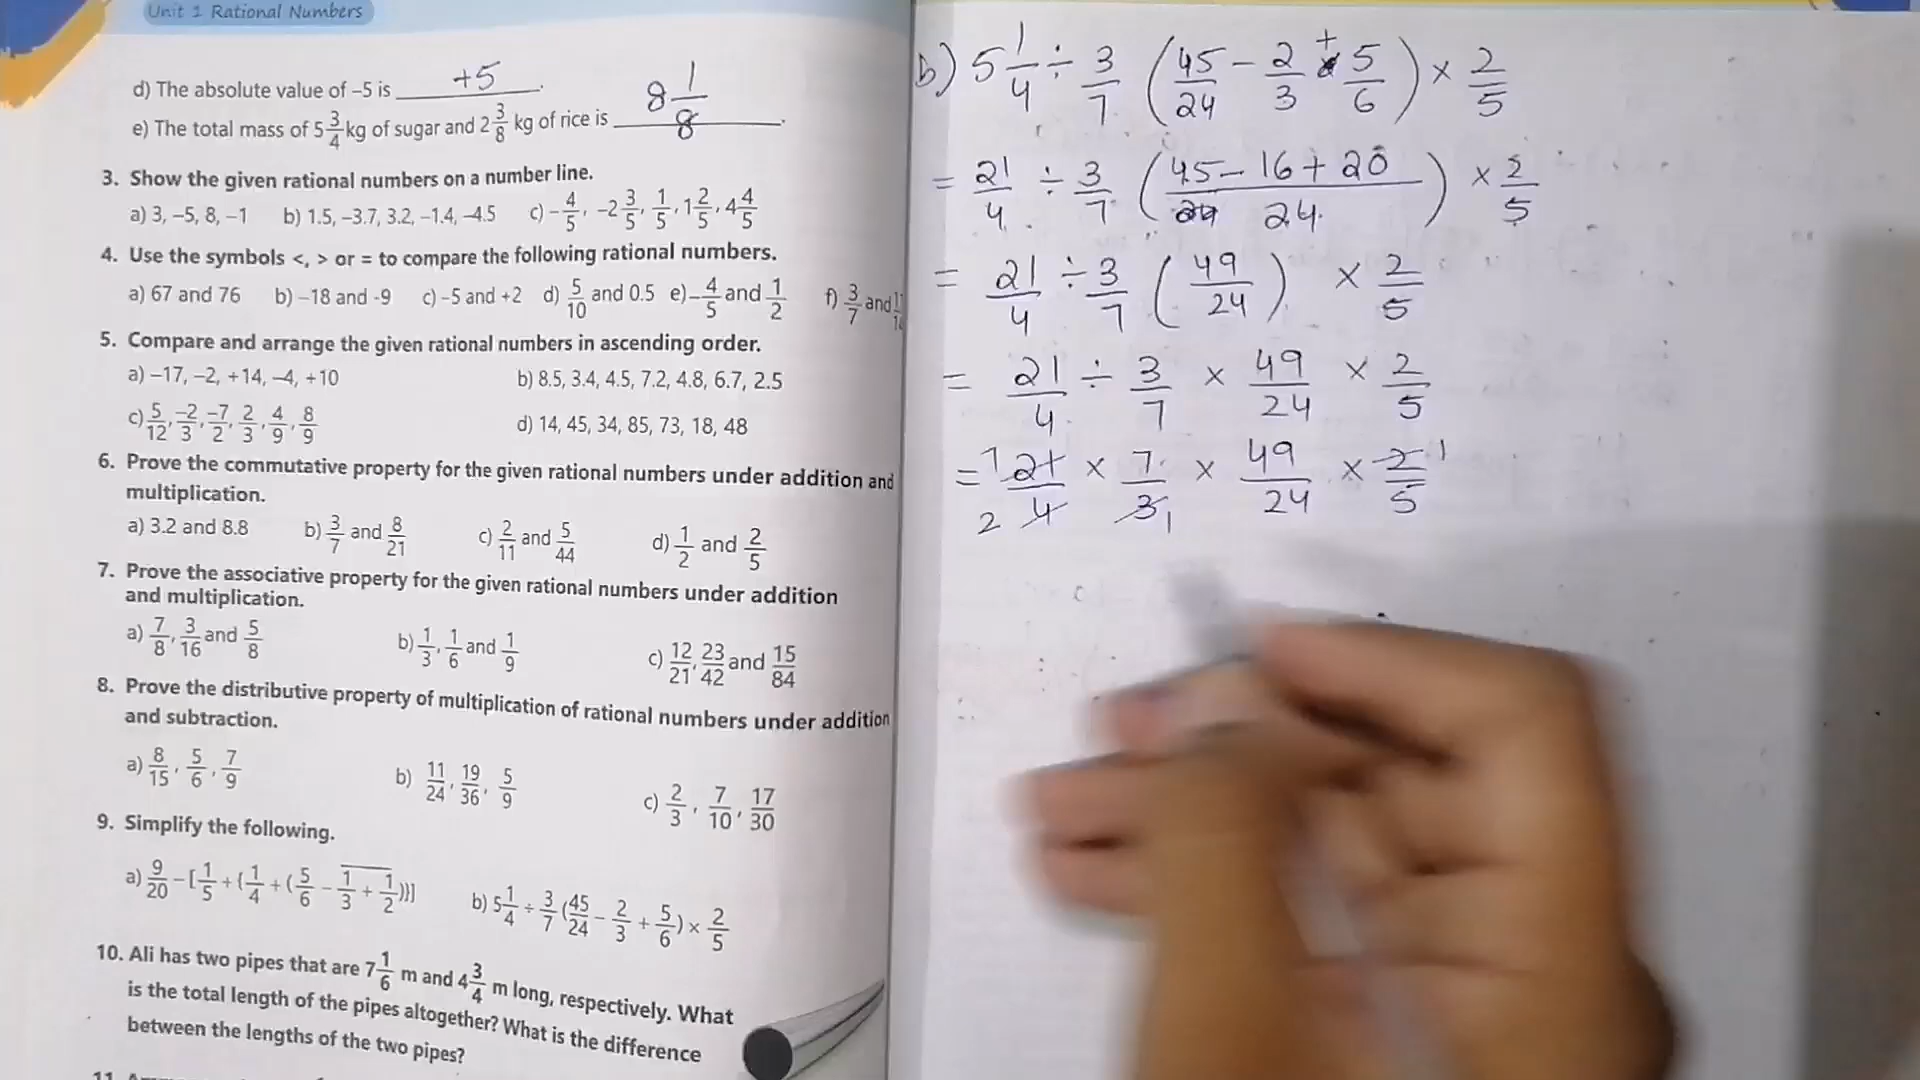 Unit 1 Rational Numbers
d) The absolute value of –5 is +5.
e) The total mass of 5 3/4 kg of sugar and 2 3/8 kg of rice is 8 1/8.
3. Show the given rational numbers on a number line.
a) 3, –5, 8, –1 b) 1.5, –3.7, 3.2, –1.4, –4.5 c) –4/5, –2 3/5, 1/5, 1 2/5, 4 4/5
4. Use the symbols <, > or = to compare the following rational numbers.
a) 67 and 76 b) –18 and -9 c) –5 and +2 d) 5/10 and 0.5 e) –4/5 and 1/2 f) 3/7 and
5. Compare and arrange the given rational numbers in ascending order.
a) –17, –2, +14, –4, +10 b) 8.5, 3.4, 4.5, 7.2, 4.8, 6.7, 2.5
c) 5/12, –2/3, –7/2, 2/3, 4/9, 8/9 d) 14, 45, 34, 85, 73, 18, 48
6. Prove the commutative property for the given rational numbers under addition and
multiplication.
a) 3.2 and 8.8 b) 3/7 and 8/21 c) 2/11 and 5/44 d) 1/2 and 2/5
7. Prove the associative property for the given rational numbers under addition
and multiplication.
a) 7/8, 3/16 and 5/8 b) 1/3, 1/6 and 1/9 c) 12/21, 23/42 and 15/84
8. Prove the distributive property of multiplication of rational numbers under addition
and subtraction.
a) 8/15, 5/6, 7/9 b) 11/24, 19/36, 5/9 c) 2/3, 7/10, 17/30
9. Simplify the following.
a) 9/20 – [1/5 + {1/4 + (5/6 – 1/3 + 1/2)}] b) 5 1/4 ÷ 3/7 (45/24 – 2/3 + 5/6) × 2/5
10. Ali has two pipes that are 7 1/6 m and 4 3/4 m long, respectively. What
is the total length of the pipes altogether? What is the difference
between the lengths of the two pipes?
11.
b) 5 1/4 ÷ 3/7 (45/24 – 2/3 + 5/6) × 2/5
= 21/4 ÷ 3/7 (45 – 16 + 20 / 24) × 2/5
= 21/4 ÷ 3/7 (49/24) × 2/5
= 21/4 ÷ 3/7 × 49/24 × 2/5
= 7 21/4 2 × 7/3 1 × 49/24 × 2/5 1